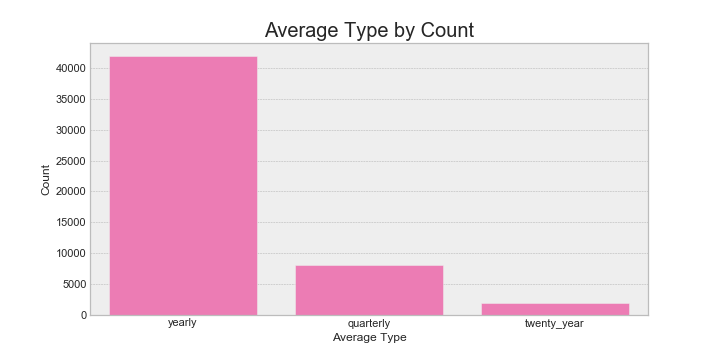 Average Type by Count
40000
35000
30000
25000
20000
15000
10000
5000
0
Count
yearly
quarterly
twenty_year
Average Type